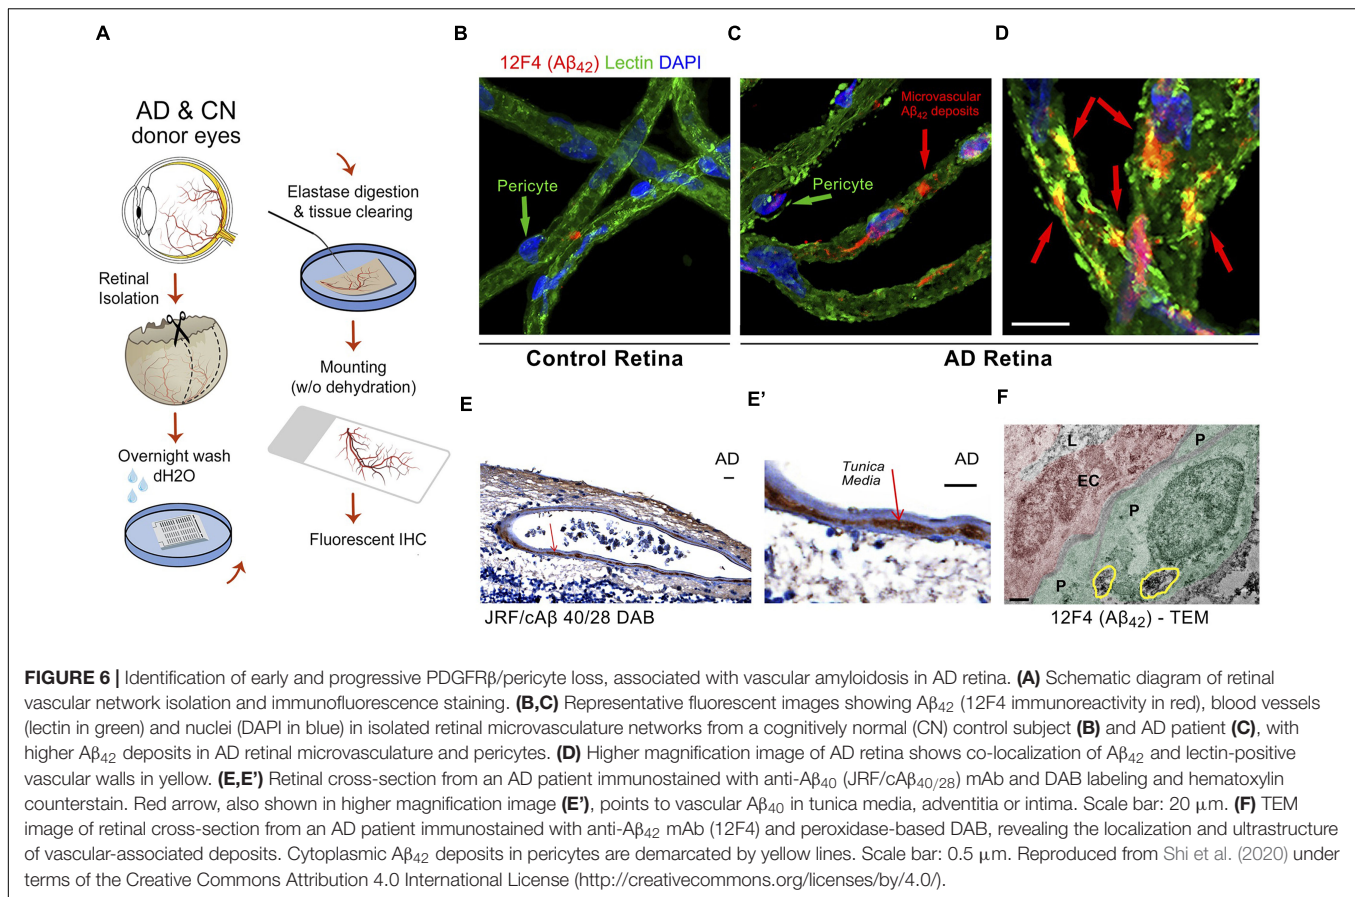 A
AD & CN
donor eyes
Retinal
Isolation
Overnight wash
dH2O
Elastase digestion
& tissue clearing
Mounting
(w/o dehydration)
Fluorescent IHC
B
C
D
12F4 (Aβ42) Lectin DAPI
Pericyte
Microvascular
Aβ42 deposits
Pericyte
Control Retina
AD Retina
E
AD
JRF/cAβ 40/28 DAB
E’
Tunica
Media
AD
F
L
P
EC
P
P
12F4 (Aβ42) - TEM
FIGURE 6 | Identification of early and progressive PDGFRβ/pericyte loss, associated with vascular amyloidosis in AD retina. (A) Schematic diagram of retinal
vascular network isolation and immunofluorescence staining. (B,C) Representative fluorescent images showing Aβ42 (12F4 immunoreactivity in red), blood vessels
(lectin in green) and nuclei (DAPI in blue) in isolated retinal microvasculature networks from a cognitively normal (CN) control subject (B) and AD patient (C), with
higher Aβ42 deposits in AD retinal microvasculature and pericytes. (D) Higher magnification image of AD retina shows co-localization of Aβ42 and lectin-positive
vascular walls in yellow. (E,E’) Retinal cross-section from an AD patient immunostained with anti-Aβ40 (JRF/cAβ40/28) mAb and DAB labeling and hematoxylin
counterstain. Red arrow, also shown in higher magnification image (E’), points to vascular Aβ40 in tunica media, adventitia or intima. Scale bar: 20 μm. (F) TEM
image of retinal cross-section from an AD patient immunostained with anti-Aβ42 mAb (12F4) and peroxidase-based DAB, revealing the localization and ultrastructure
of vascular-associated deposits. Cytoplasmic Aβ42 deposits in pericytes are demarcated by yellow lines. Scale bar: 0.5 μm. Reproduced from Shi et al. (2020) under
terms of the Creative Commons Attribution 4.0 International License (http://creativecommons.org/licenses/by/4.0/).